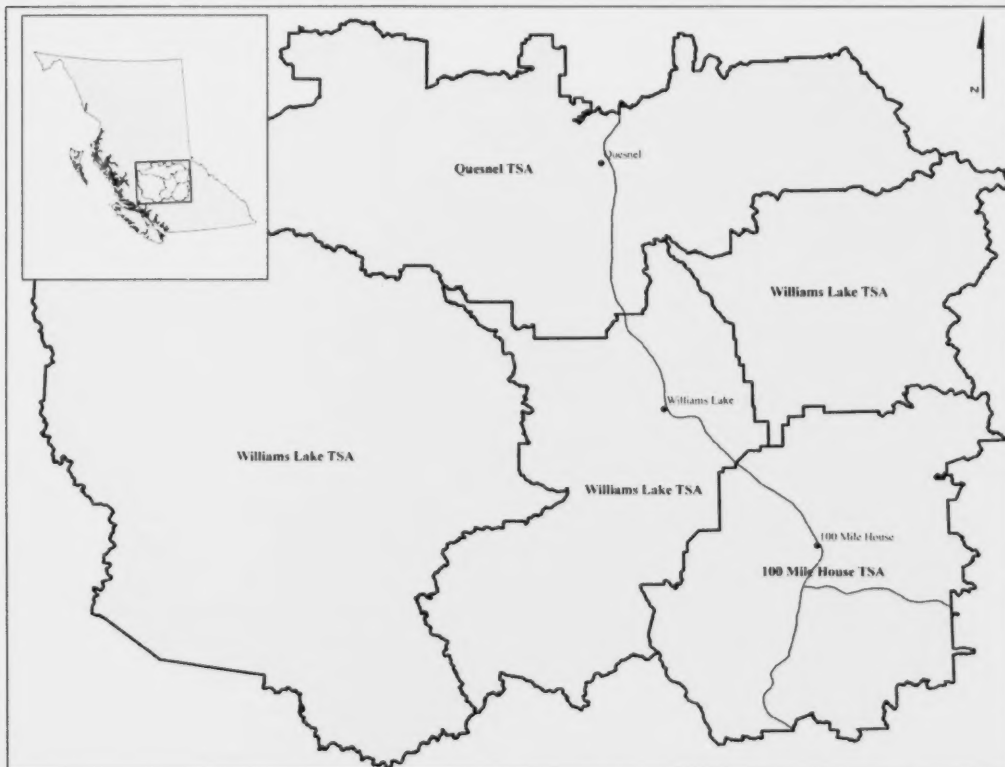 N
Quesnel
Quesnel TSA
Williams Lake TSA
Williams Lake
Williams Lake TSA
Williams Lake TSA
100 Mile House
100 Mile House TSA